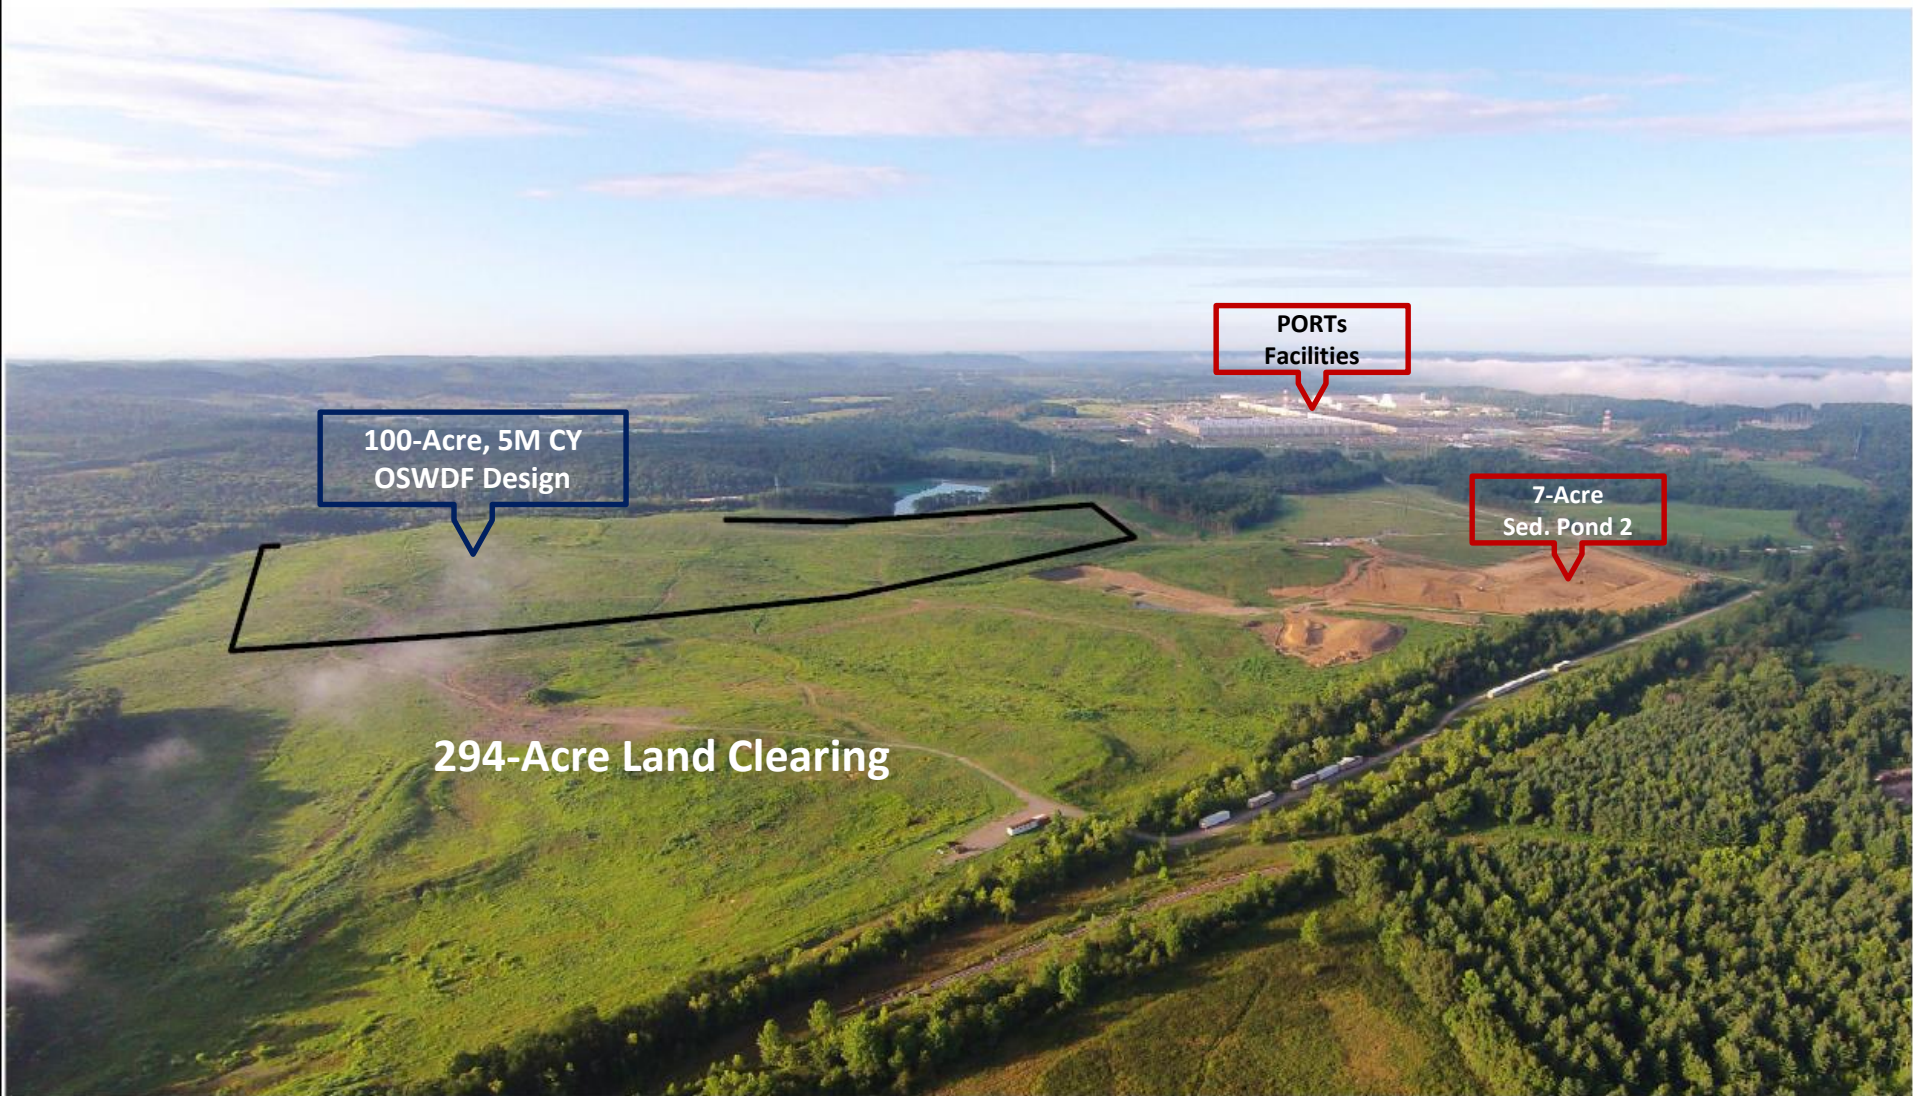 PORTs
Facilities
100-Acre, 5M CY
OSWDF Design
7-Acre
Sed. Pond 2
294-Acre Land Clearing